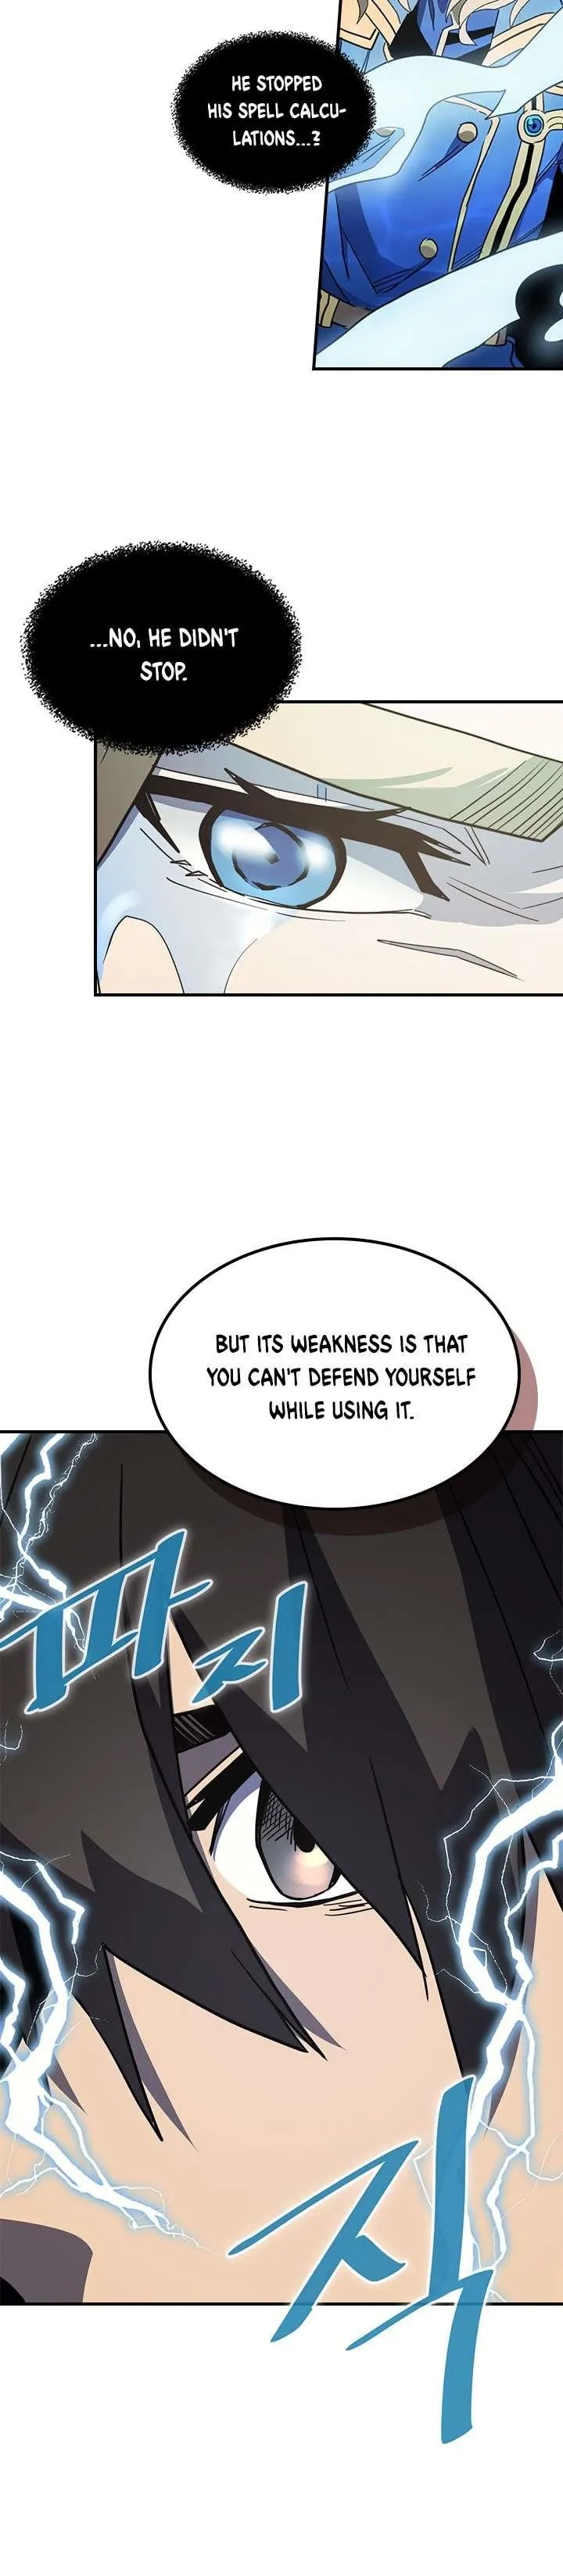 HE STOPPED
HIS SPELL CALCU-
LATIONS...?
...NO, HE DIDN'T
STOP.
BUT ITS WEAKNESS IS THAT
YOU CAN'T DEFEND YOURSELF
WHILE USING IT.
파지
직